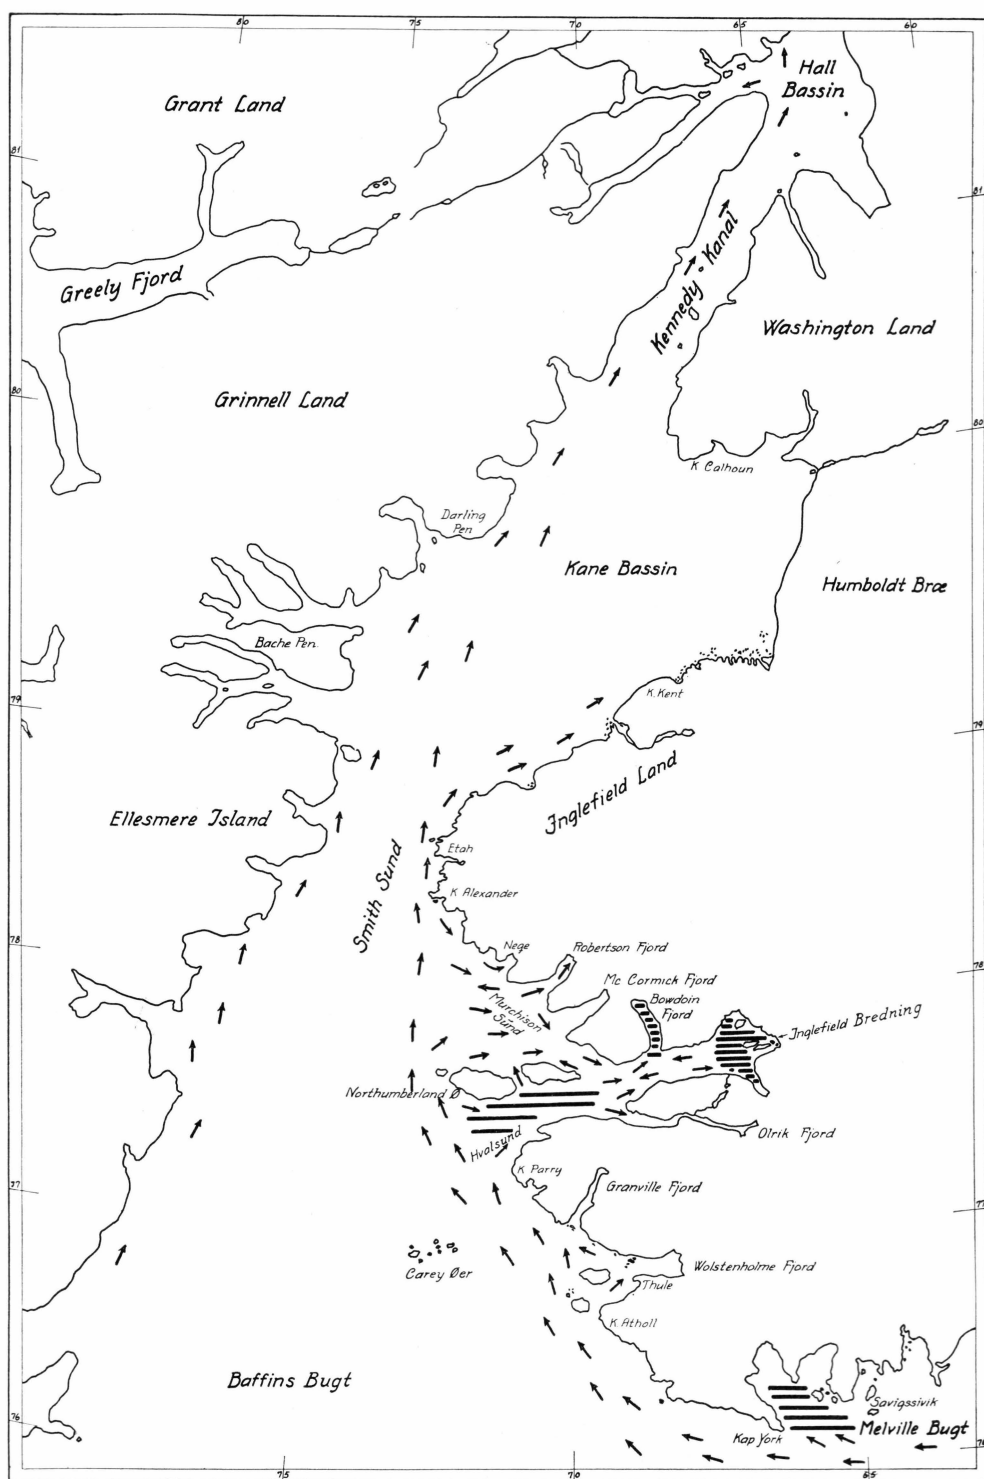 80 75 70 65 60
Hall
Bassin
Grant Land
81
81
Greely Fjord
Kennedy Kanal
Washington Land
80
Grinnell Land
80
K Calhoun
Darling
Pen
Kane Bassin
Humboldt Bræ
Bache Pen.
K. Kent
79
79
Inglefield Land
Ellesmere Island
Etah
Smith Sund
K Alexander
78
Nege
Robertson Fjord
78
Mc Cormick Fjord
Bowdoin
Fjord
Murchison
Sund
Inglefield Bredning
Northumberland Ø
Olrik Fjord
Hvalsund
K Parry
77
Granville Fjord
77
Carey Øer
Wolstenholme Fjord
Thule
K. Atholl
Baffins Bugt
Savigssivik
76
Melville Bugt
Kap York
76
75 70 65